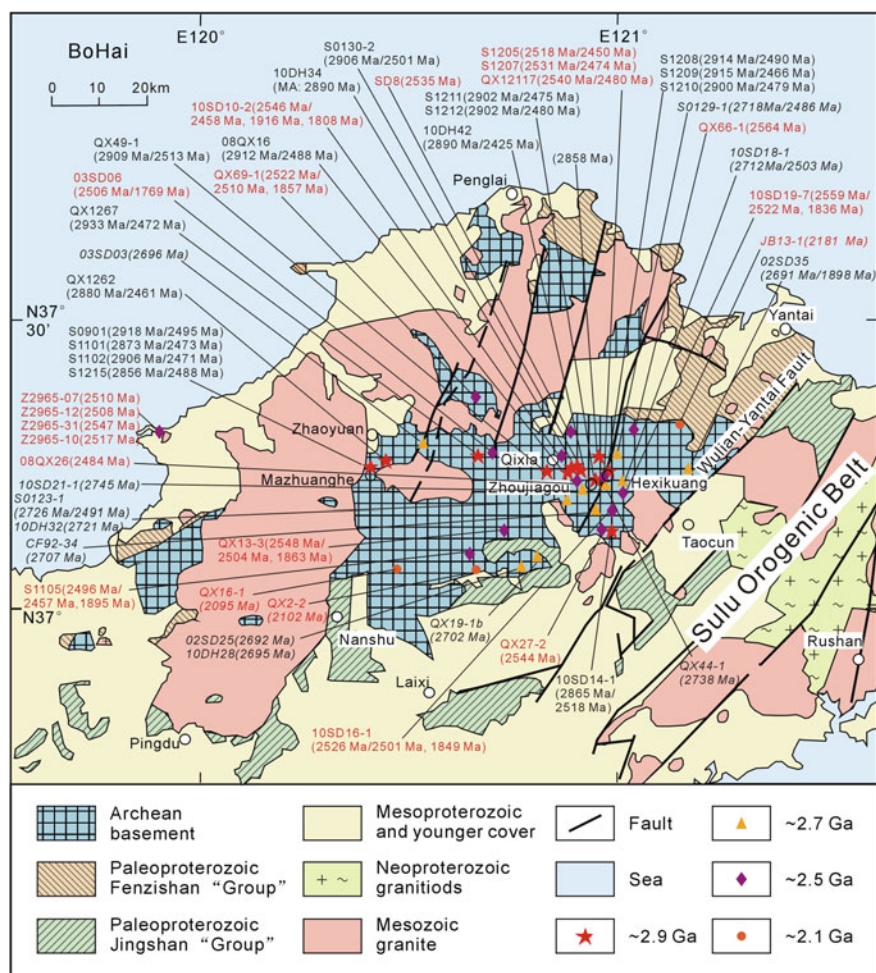 BoHai
E120°
E121°
0 10 20km
S0130-2
(2906 Ma/2501 Ma)
10DH34
(MA: 2890 Ma)
SD8(2535 Ma)
S1205(2518 Ma/2450 Ma)
S1207(2531 Ma/2474 Ma)
QX12117(2540 Ma/2480 Ma)
S1208(2914 Ma/2490 Ma)
S1209(2915 Ma/2466 Ma)
S1210(2900 Ma/2479 Ma)
10SD10-2(2546 Ma/
2458 Ma, 1916 Ma, 1808 Ma)
S1211(2902 Ma/2475 Ma)
S1212(2902 Ma/2480 Ma)
S0129-1(2718Ma/2486 Ma)
QX49-1
(2909 Ma/2513 Ma)
08QX16
(2912 Ma/2488 Ma)
10DH42
(2890 Ma/2425 Ma)
QX66-1(2564 Ma)
03SD06
(2506 Ma/1769 Ma)
QX69-1(2522 Ma/
2510 Ma, 1857 Ma)
(2858 Ma)
10SD18-1
(2712Ma/2503 Ma)
QX1267
(2933 Ma/2472 Ma)
Penglai
10SD19-7(2559 Ma/
2522 Ma, 1836 Ma)
03SD03(2696 Ma)
JB13-1(2181 Ma)
02SD35
(2691 Ma/1898 Ma)
QX1262
(2880 Ma/2461 Ma)
N37°
30'
Yantai
S0901(2918 Ma/2495 Ma)
S1101(2873 Ma/2473 Ma)
S1102(2906 Ma/2471 Ma)
S1215(2856 Ma/2488 Ma)
Wulian-Yantai Fault
Z2965-07(2510 Ma)
Z2965-12(2508 Ma)
Z2965-31(2547 Ma)
Z2965-10(2517 Ma)
Zhaoyuan
Qixia
08QX26(2484 Ma)
Mazhuanghe
Zhoujiagou
Hexikuang
10SD21-1(2745 Ma)
S0123-1
(2726 Ma/2491 Ma)
10DH32(2721 Ma)
CF92-34
(2707 Ma)
Taocun
Sulu Orogenic Belt
QX13-3(2548 Ma/
2504 Ma, 1863 Ma)
S1105(2496 Ma/
2457 Ma,1895 Ma)
QX16-1
(2095 Ma)
QX2-2
(2102 Ma)
N37°
Nanshu
QX19-1b
(2702 Ma)
02SD25(2692 Ma)
10DH28(2695 Ma)
QX27-2
(2544 Ma)
Rushan
Laixi
10SD14-1
(2865 Ma/
2518 Ma)
QX44-1
(2738 Ma)
Pingdu
10SD16-1
(2526 Ma/2501 Ma, 1849 Ma)
Archean
basement
Mesoproterozoic
and younger cover
Fault
~2.7 Ga
Paleoproterozoic
Fenzishan “Group”
Neoproterozoic
granitiods
Sea
~2.5 Ga
Paleoproterozoic
Jingshan “Group”
Mesozoic
granite
~2.9 Ga
~2.1 Ga